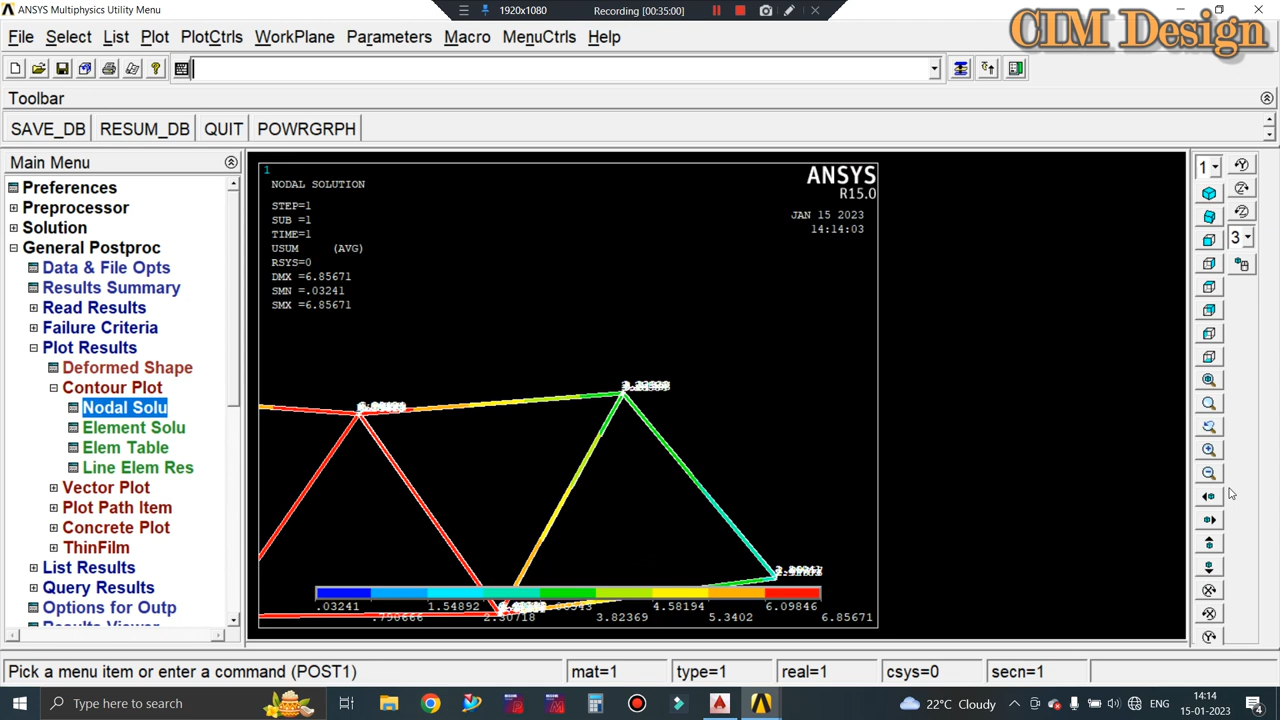 ANSYS Multiphysics Utility Menu
1920x1080
Recording [00:35:00]
CIM Design
File Select List Plot PlotCtrls WorkPlane Parameters Macro MenuCtrls Help
Toolbar
SAVE_DB RESUM_DB QUIT POWRGRPH
Main Menu
Preferences
Preprocessor
Solution
General Postproc
Data & File Opts
Results Summary
Read Results
Failure Criteria
Plot Results
Deformed Shape
Contour Plot
Nodal Solu
Element Solu
Elem Table
Line Elem Res
Vector Plot
Plot Path Item
Concrete Plot
ThinFilm
List Results
Query Results
Options for Outp
Results Viewer
1
NODAL SOLUTION
STEP=1
SUB =1
TIME=1
USUM (AVG)
RSYS=0
DMX =6.85671
SMN =.03241
SMX =6.85671
ANSYS
R15.0
JAN 15 2023
14:14:03
.03241 1.54892 4.58194 6.09846
.790666 2.30718 3.82369 5.3402 6.85671
1
3
Pick a menu item or enter a command (POST1)
mat=1 type=1 real=1 csys=0 secn=1
Type here to search
22°C Cloudy
ENG
14:14
15-01-2023
4